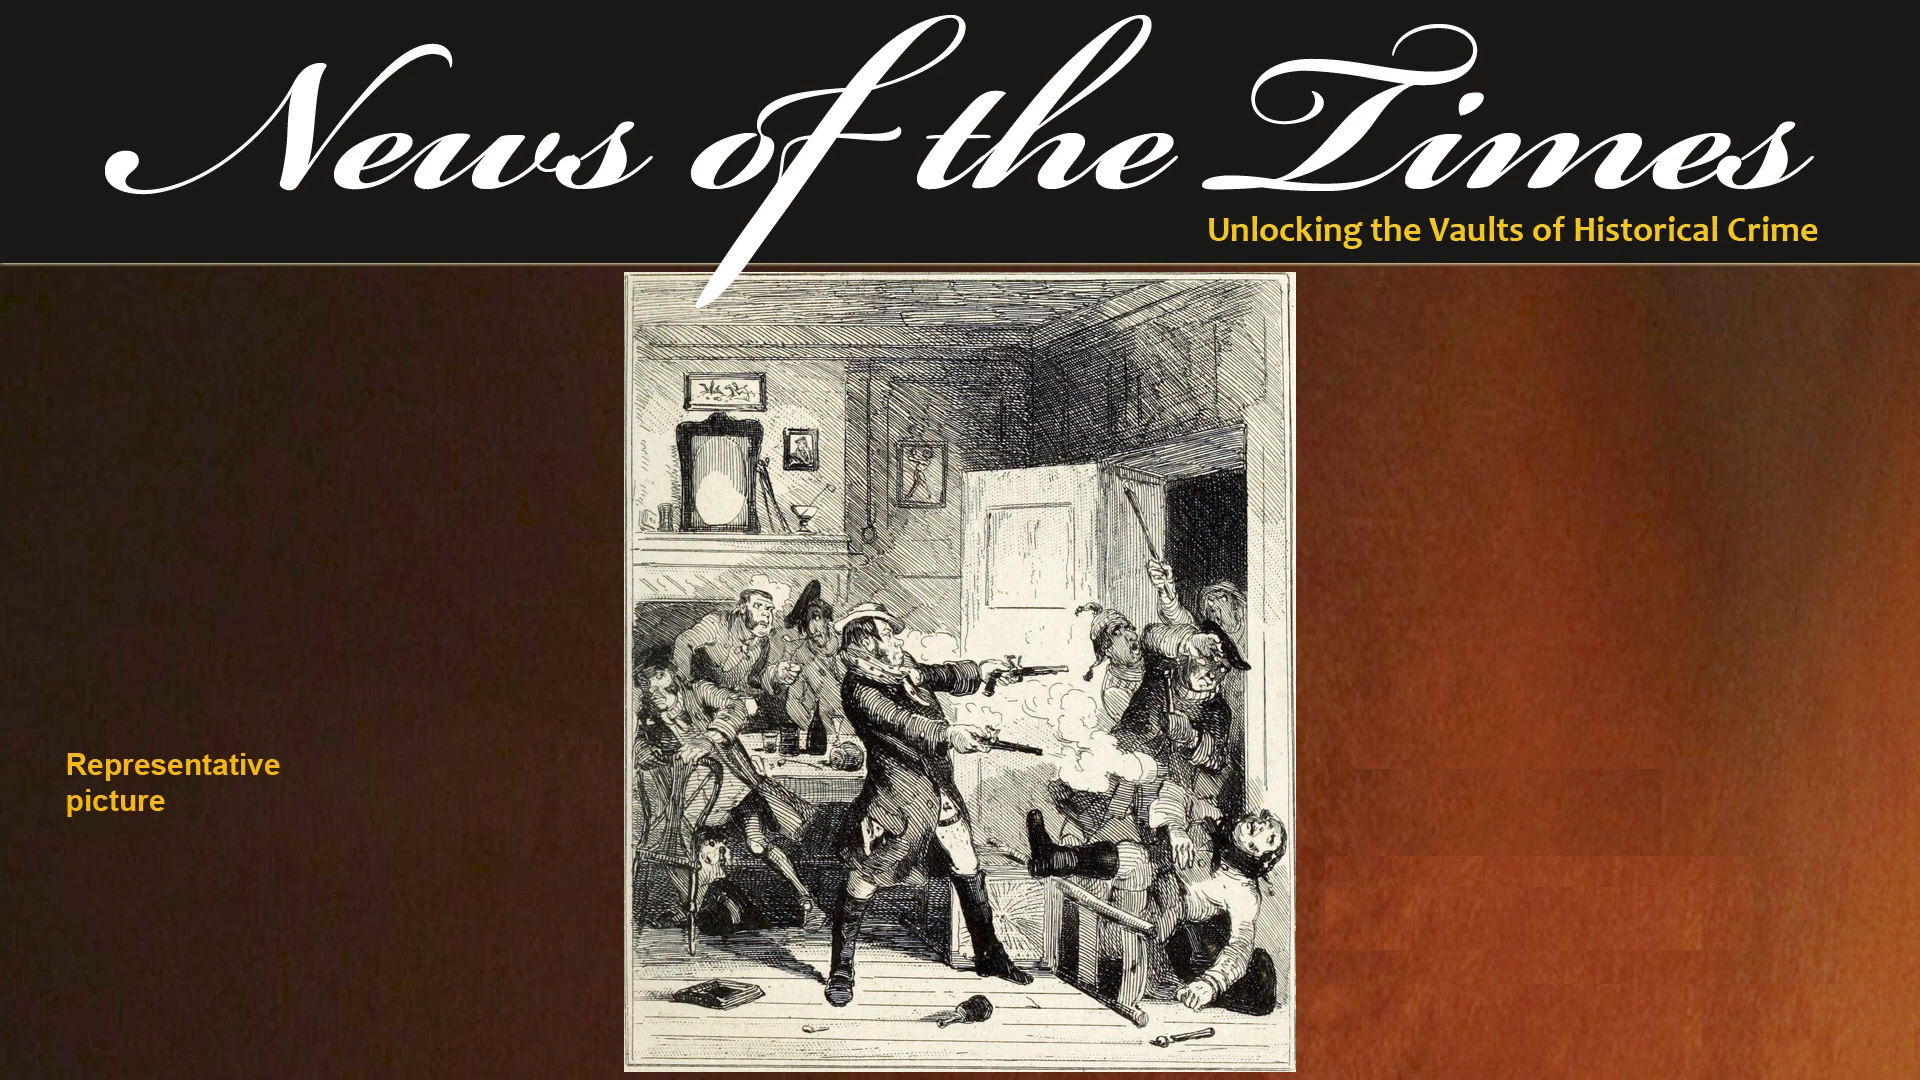 News of the Times
Unlocking the Vaults of Historical Crime
Representative
picture